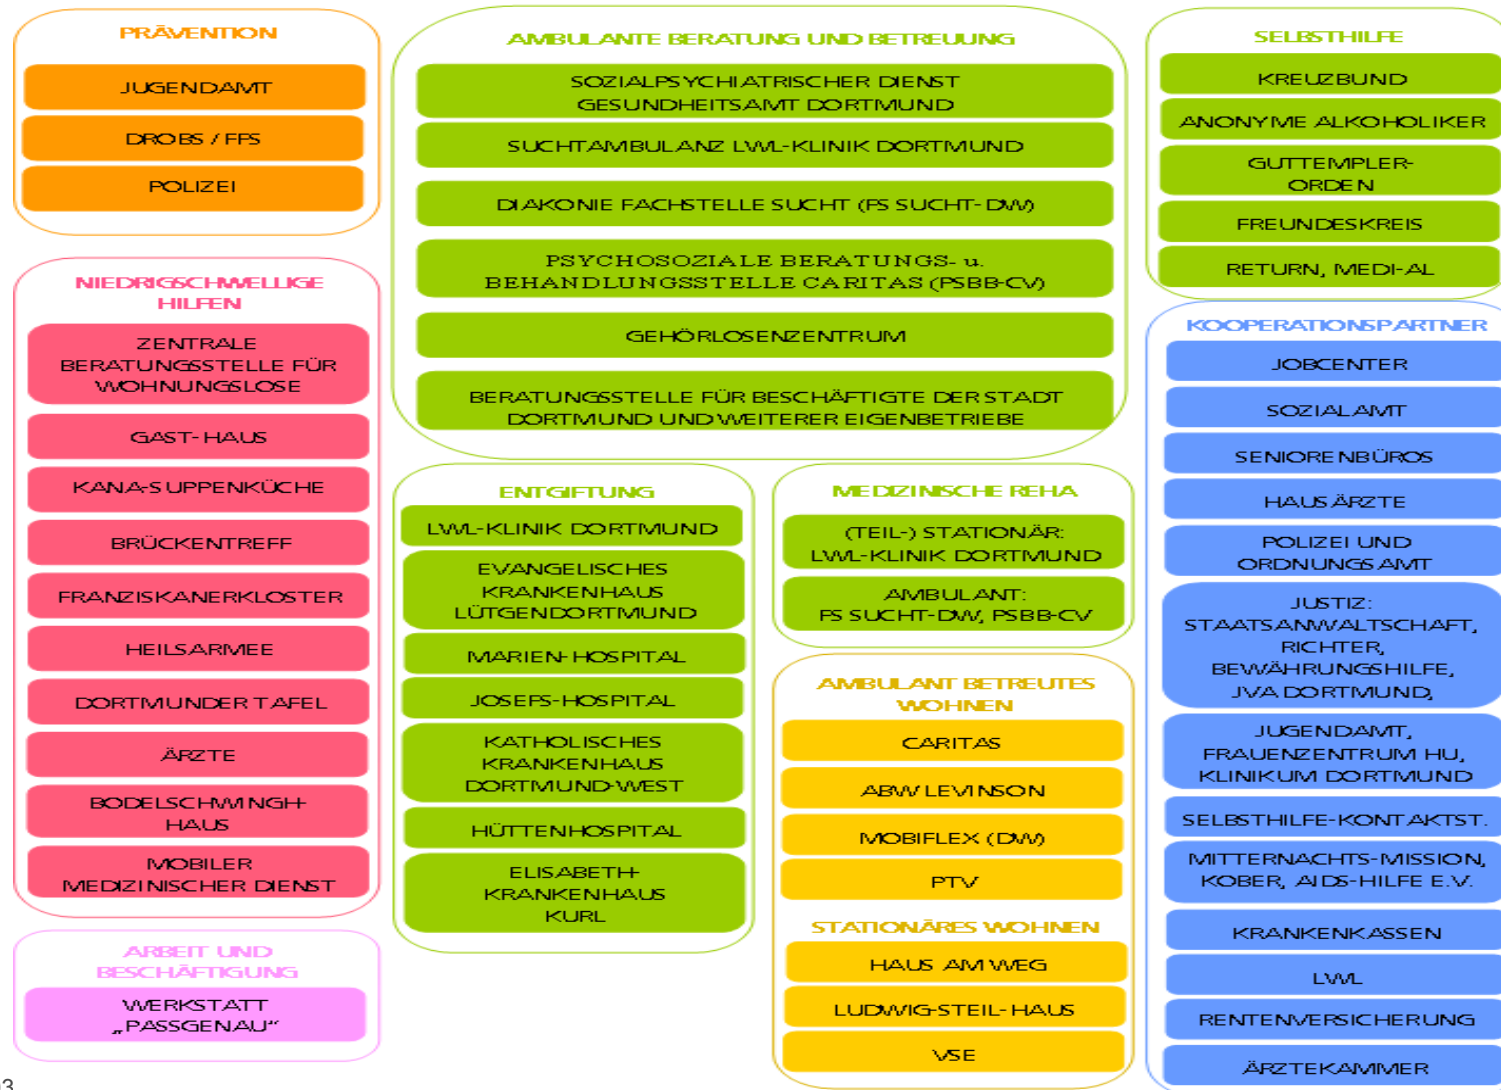 PRÄVENTION
JUGENDAMT
DROBS / FFS
POLIZEI
NIEDRIGSCHWELLIGE
HILFEN
ZENTRALE
BERATUNGSSTELLE FÜR
WOHNUNGSLOSE
GAST-HAUS
KANA-SUPPENKÜCHE
BRÜCKENTREFF
FRANZISKANERKLOSTER
HEILSARMEE
DORTMUNDER TAFEL
ÄRZTE
BODELSCHWINGH-
HAUS
MOBILER
MEDIZINISCHER DIENST
ARBEIT UND
BESCHÄFTIGUNG
WERKSTATT
„PASSGENAU“
AMBULANTE BERATUNG UND BETREUUNG
SOZIALPSYCHIATRISCHER DIENST
GESUNDHEITSAMT DORTMUND
SUCHTAMBULANZ LWL-KLINIK DORTMUND
DIAKONIE FACHSTELLE SUCHT (FS SUCHT-DW)
PSYCHOSOZIALE BERATUNGS- u.
BEHANDLUNGSSTELLE CARITAS (PSBB-CV)
GEHÖRLOSENZENTRUM
BERATUNGSSTELLE FÜR BESCHÄFTIGTE DER STADT
DORTMUND UND WEITERER EIGENBETRIEBE
ENTGIFTUNG
LWL-KLINIK DORTMUND
EVANGELISCHES
KRANKENHAUS
LÜTGENDORTMUND
MARIEN-HOSPITAL
JOSEFS-HOSPITAL
KATHOLISCHES
KRANKENHAUS
DORTMUND-WEST
HÜTTENHOSPITAL
ELISABETH-
KRANKENHAUS
KURL
MEDIZINISCHE REHA
(TEIL-) STATIONÄR:
LWL-KLINIK DORTMUND
AMBULANT:
FS SUCHT-DW, PSBB-CV
AMBULANT BETREUTES
WOHNEN
CARITAS
ABW LEVINSON
MOBIFLEX (DW)
PTV
STATIONÄRES WOHNEN
HAUS AM WEG
LUDWIG-STEIL-HAUS
VSE
SELBSTHILFE
KREUZBUND
ANONYME ALKOHOLIKER
GUTTEMPLER-
ORDEN
FREUNDESKREIS
RETURN, MEDI-AL
KOOPERATIONSPARTNER
JOBCENTER
SOZIALAMT
SENIORENBÜROS
HAUSÄRZTE
POLIZEI UND
ORDNUNGSAMT
JUSTIZ:
STAATSANWALTSCHAFT,
RICHTER,
BEWÄHRUNGSHILFE,
JVA DORTMUND,
JUGENDAMT,
FRAUENZENTRUM HU,
KLINIKUM DORTMUND
SELBSTHILFE-KONTAKTST.
MITTERNACHTS-MISSION,
KOBER, AIDS-HILFE E.V.
KRANKENKASSEN
LWL
RENTENVERSICHERUNG
ÄRZTEKAMMER